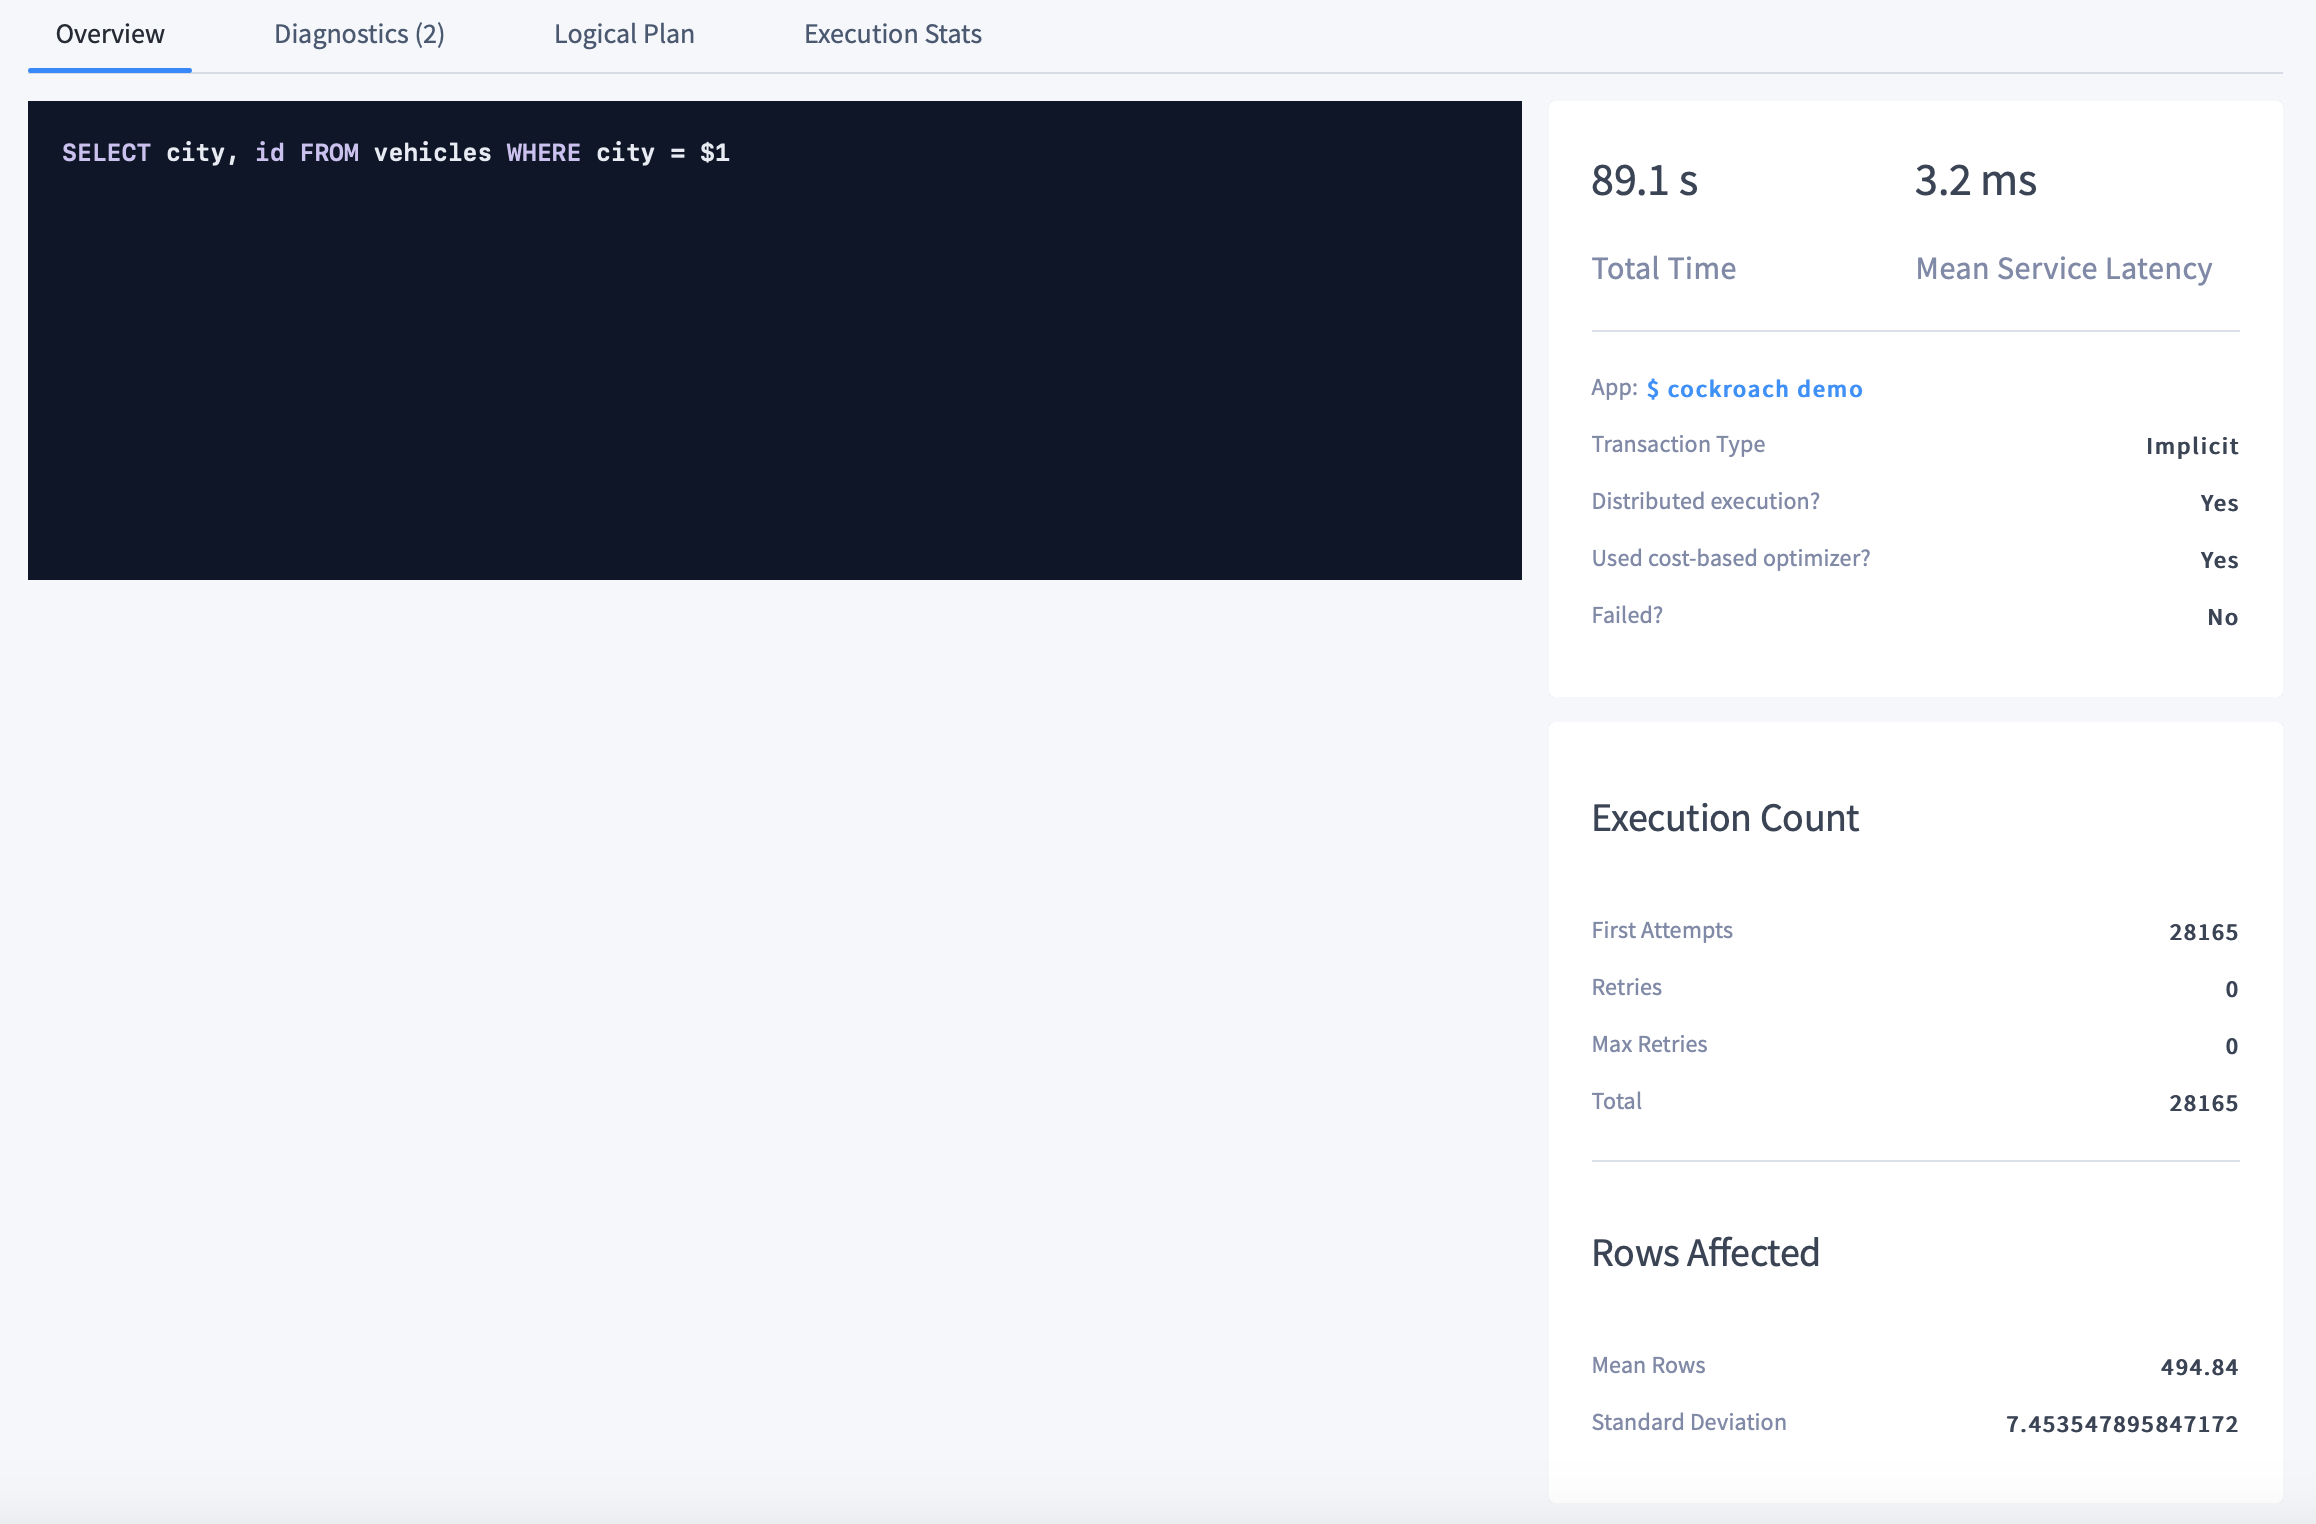 Overview Diagnostics (2) Logical Plan Execution Stats
SELECT city, id FROM vehicles WHERE city = $1
89.1 s 3.2 ms
Total Time Mean Service Latency
App: $ cockroach demo
Transaction Type Implicit
Distributed execution? Yes
Used cost-based optimizer? Yes
Failed? No
Execution Count
First Attempts 28165
Retries 0
Max Retries 0
Total 28165
Rows Affected
Mean Rows 494.84
Standard Deviation 7.453547895847172